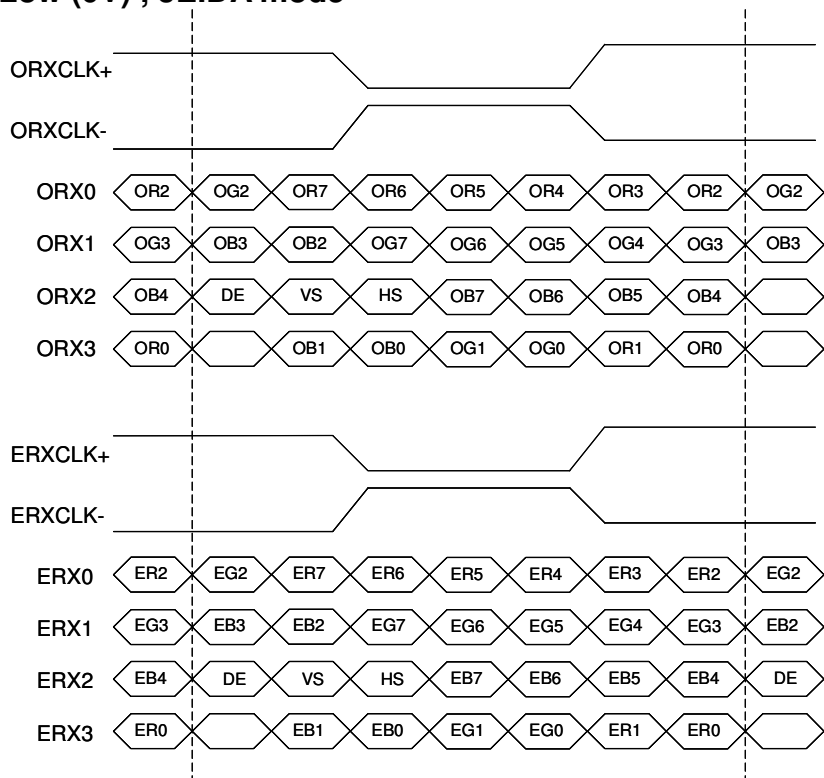 ORXCLK+
ORXCLK-
ORX0 OR2 OG2 OR7 OR6 OR5 OR4 OR3 OR2 OG2
ORX1 OG3 OB3 OB2 OG7 OG6 OG5 OG4 OG3 OB3
ORX2 OB4 DE VS HS OB7 OB6 OB5 OB4
ORX3 OR0 OB1 OB0 OG1 OG0 OR1 OR0
ERXCLK+
ERXCLK-
ERX0 ER2 EG2 ER7 ER6 ER5 ER4 ER3 ER2 EG2
ERX1 EG3 EB3 EB2 EG7 EG6 EG5 EG4 EG3 EB2
ERX2 EB4 DE VS HS EB7 EB6 EB5 EB4 DE
ERX3 ER0 EB1 EB0 EG1 EG0 ER1 ER0